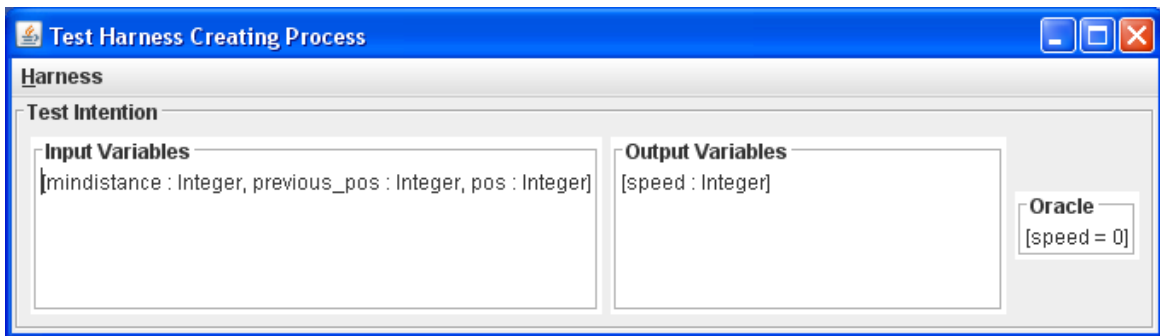 Test Harness Creating Process
Harness
Test Intention
Input Variables
[mindistance : Integer, previous_pos : Integer, pos : Integer]
Output Variables
[speed : Integer]
Oracle
[speed = 0]